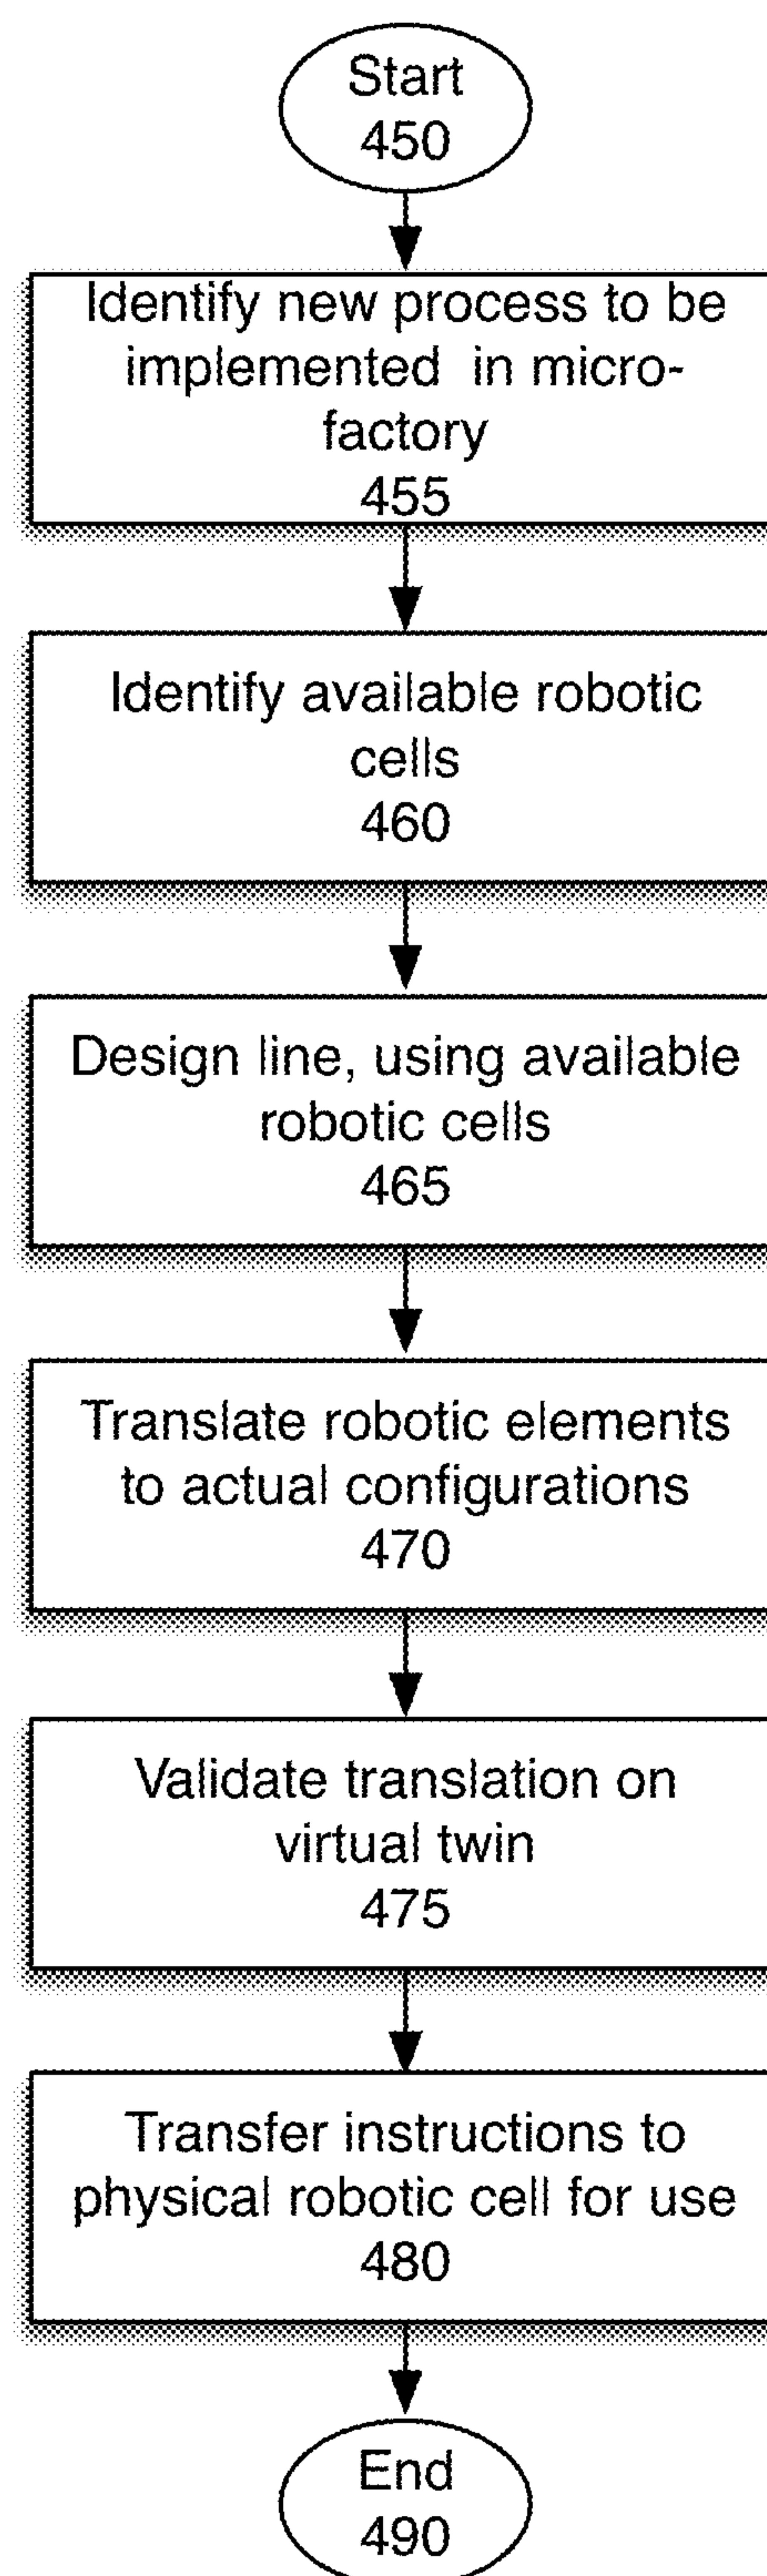 Start
450
Identify new process to be
implemented in micro-
factory
455
Identify available robotic
cells
460
Design line, using available
robotic cells
465
Translate robotic elements
to actual configurations
470
Validate translation on
virtual twin
475
Transfer instructions to
physical robotic cell for use
480
End
490